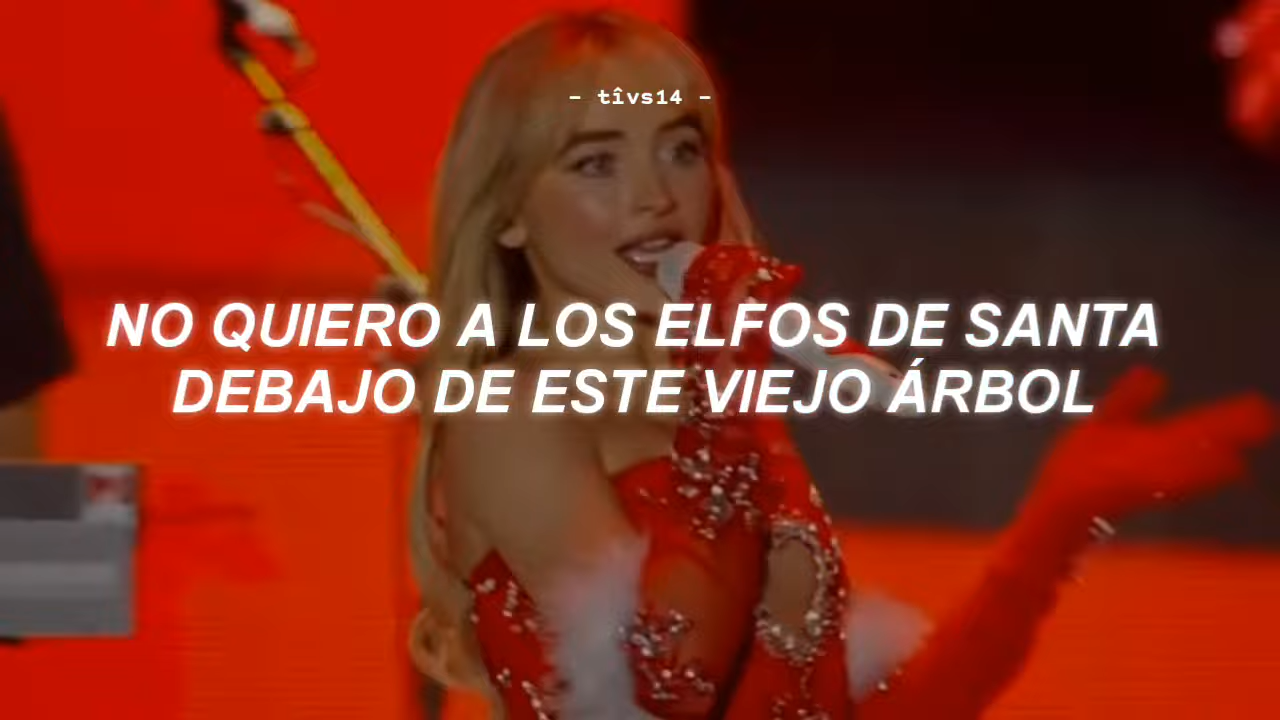 - tîvs14 -
NO QUIERO A LOS ELFOS DE SANTA
DEBAJO DE ESTE VIEJO ÁRBOL